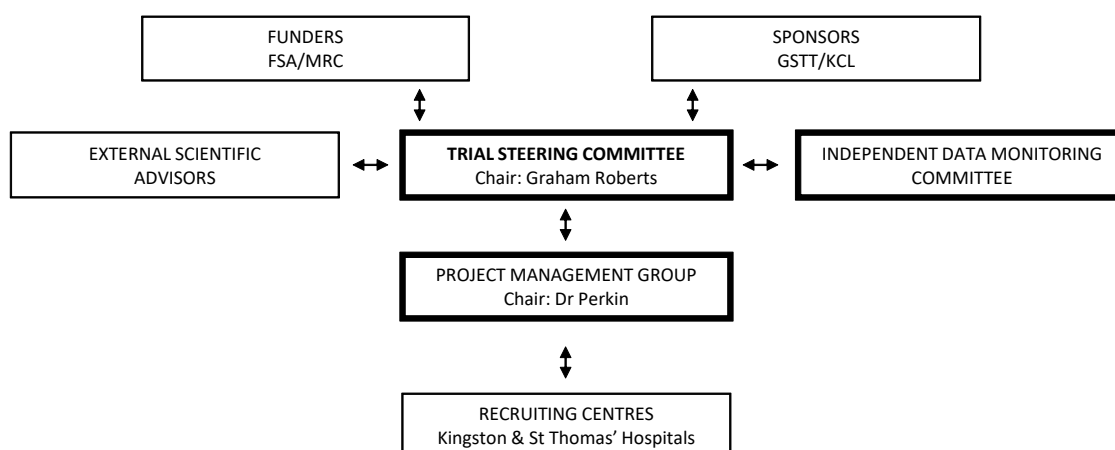 FUNDERS
FSA/MRC
SPONSORS
GSTT/KCL
EXTERNAL SCIENTIFIC
ADVISORS
TRIAL STEERING COMMITTEE
Chair: Graham Roberts
INDEPENDENT DATA MONITORING
COMMITTEE
PROJECT MANAGEMENT GROUP
Chair: Dr Perkin
RECRUITING CENTRES
Kingston & St Thomas’ Hospitals